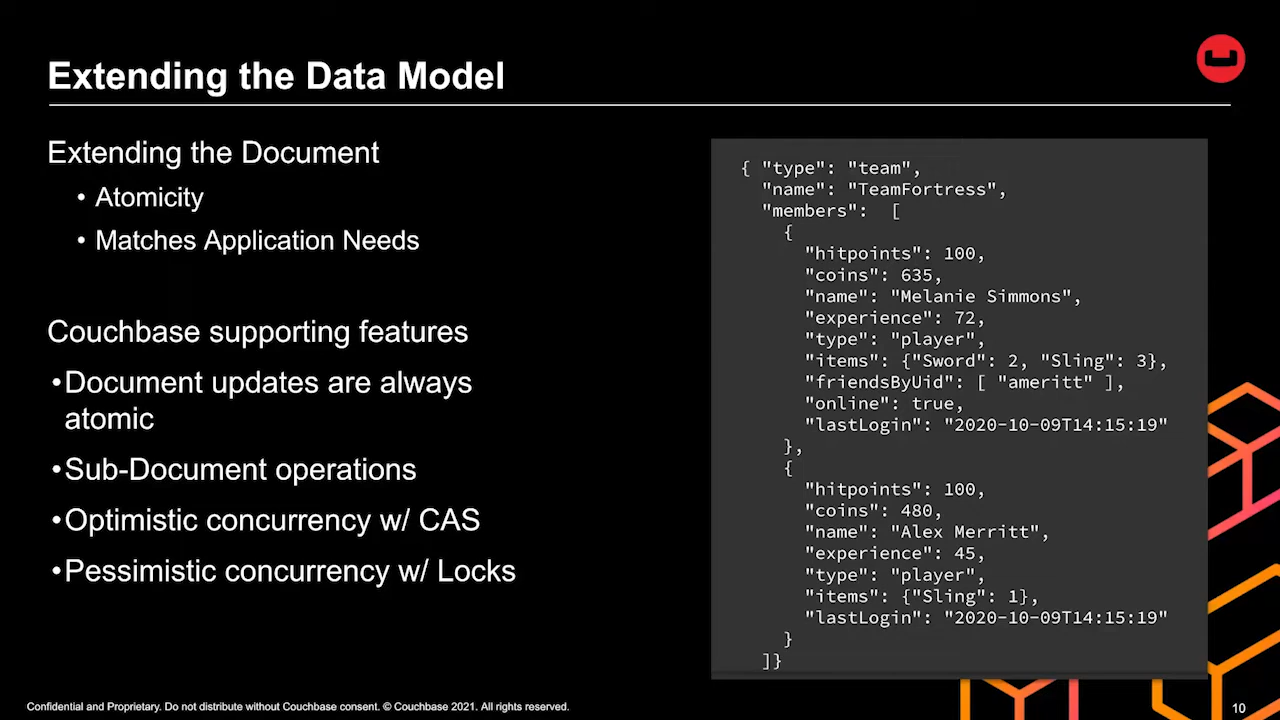 Extending the Data Model
Extending the Document
• Atomicity
• Matches Application Needs
Couchbase supporting features
•Document updates are always
atomic
•Sub-Document operations
•Optimistic concurrency w/ CAS
•Pessimistic concurrency w/ Locks
{ "type": "team",
"name": "TeamFortress",
"members": [
{
"hitpoints": 100,
"coins": 635,
"name": "Melanie Simmons",
"experience": 72,
"type": "player",
"items": {"Sword": 2, "Sling": 3},
"friendsByUid": [ "ameritt" ],
"online": true,
"lastLogin": "2020-10-09T14:15:19"
},
{
"hitpoints": 100,
"coins": 480,
"name": "Alex Merritt",
"experience": 45,
"type": "player",
"items": {"Sling": 1},
"lastLogin": "2020-10-09T14:15:19"
}
]}
Confidential and Proprietary. Do not distribute without Couchbase consent. © Couchbase 2021. All rights reserved.
10